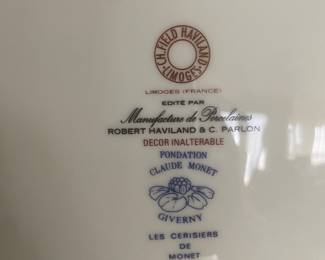 CH. FIELD HAVILAND
LIMOGES
LIMOGES (FRANCE)
EDITÉ PAR
Manufacture de Porcelaines
ROBERT HAVILAND & C. PARLON
DECOR INALTERABLE
FONDATION
CLAUDE MONET
GIVERNY
LES CERISIERS
DE
MONET